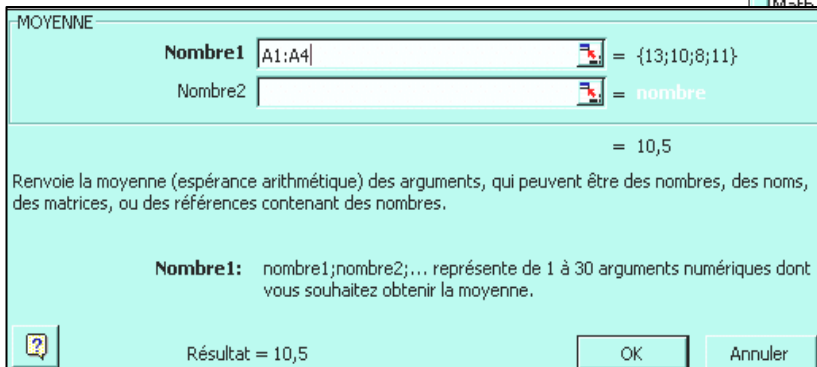 Math
MOYENNE
Nombre1 A1:A4 = {13;10;8;11}
Nombre2 = nombre
= 10,5
Renvoie la moyenne (espérance arithmétique) des arguments, qui peuvent être des nombres, des noms,
des matrices, ou des références contenant des nombres.
Nombre1: nombre1;nombre2;... représente de 1 à 30 arguments numériques dont
vous souhaitez obtenir la moyenne.
? Résultat = 10,5 OK Annuler